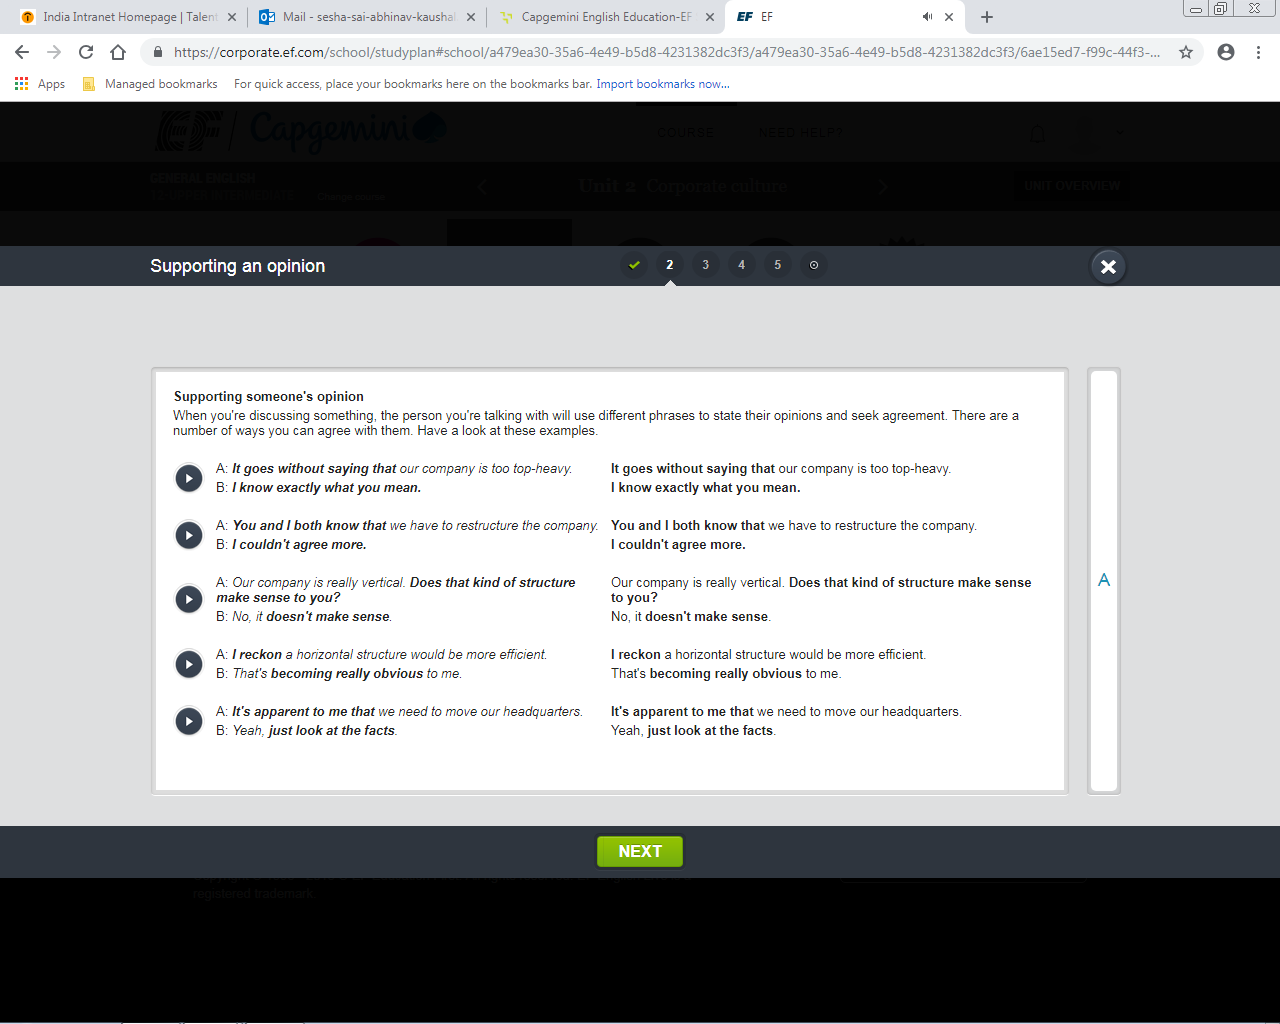 India Intranet Homepage | Talent
Mail - sesha-sai-abhinav-kaushal
Capgemini English Education-EF
EF EF
https://corporate.ef.com/school/studyplan#school/a479ea30-35a6-4e49-b5d8-4231382dc3f3/a479ea30-35a6-4e49-b5d8-4231382dc3f3/6ae15ed7-f99c-44f3-...
Apps Managed bookmarks For quick access, place your bookmarks here on the bookmarks bar. Import bookmarks now...
EF Capgemini COURSE NEED HELP?
GENERAL ENGLISH
Unit 2 Corporate culture
UNIT OVERVIEW
Change course
Supporting an opinion 2 3 4 5
Supporting someone's opinion
When you're discussing something, the person you're talking with will use different phrases to state their opinions and seek agreement. There are a
number of ways you can agree with them. Have a look at these examples.
A: It goes without saying that our company is too top-heavy. It goes without saying that our company is too top-heavy.
B: I know exactly what you mean. I know exactly what you mean.
A: You and I both know that we have to restructure the company. You and I both know that we have to restructure the company.
B: I couldn't agree more. I couldn't agree more.
A: Our company is really vertical. Does that kind of structure Our company is really vertical. Does that kind of structure make sense
make sense to you? to you?
B: No, it doesn't make sense. No, it doesn't make sense.
A: I reckon a horizontal structure would be more efficient. I reckon a horizontal structure would be more efficient.
B: That's becoming really obvious to me. That's becoming really obvious to me.
A: It's apparent to me that we need to move our headquarters. It's apparent to me that we need to move our headquarters.
B: Yeah, just look at the facts. Yeah, just look at the facts.
A
NEXT
registered trademark.